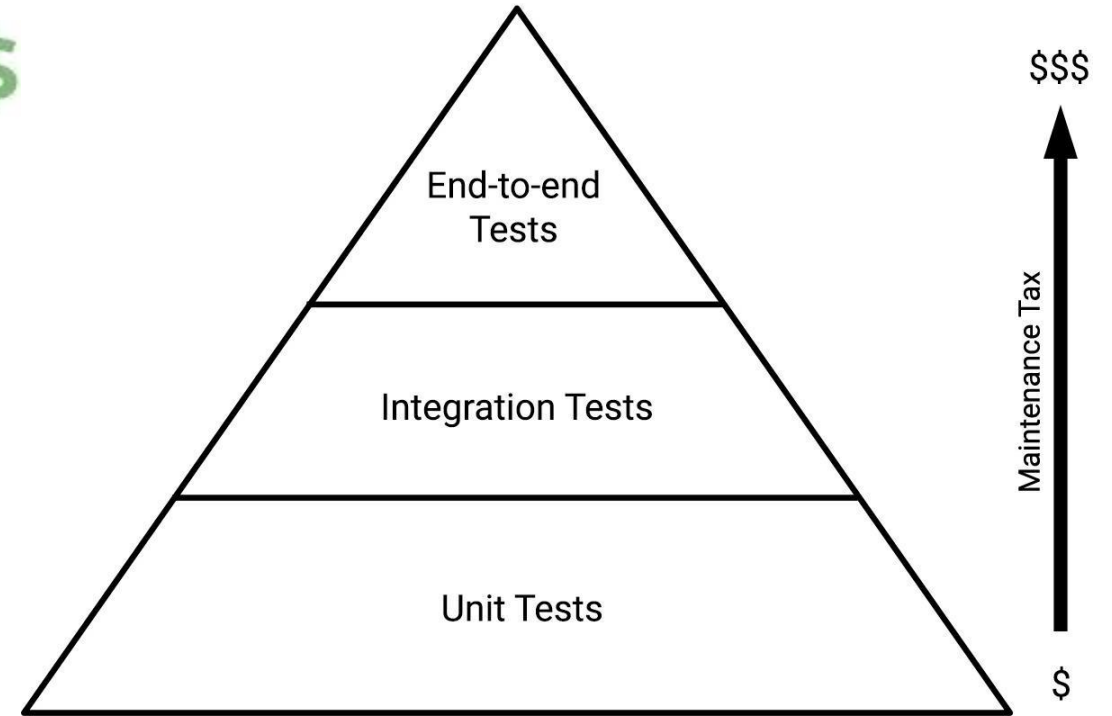 $$$
End-to-end
Tests
Maintenance Tax
Integration Tests
Unit Tests
$